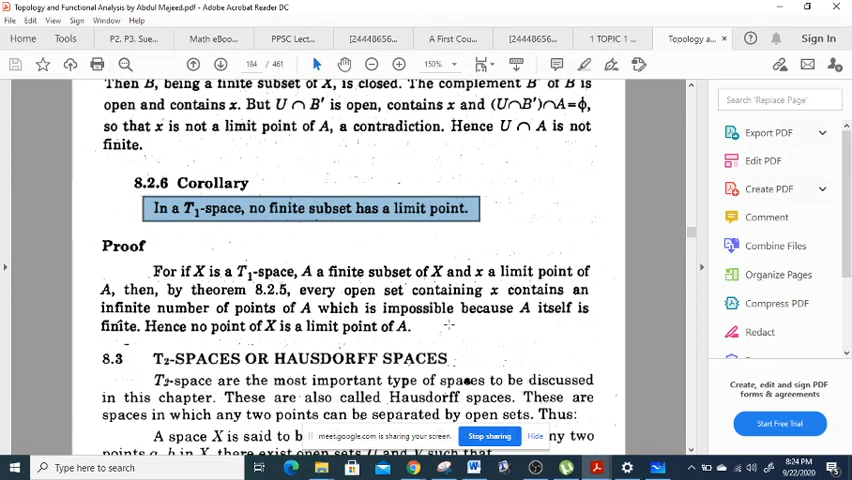 Topology and Functional Analysis by Abdul Majeed.pdf - Adobe Acrobat Reader DC
File Edit View Sign Window Help
Home Tools P2. P3. Sue... Math eBoo... PPSC Lect... [24448656... A First Cour... [24448656... 1 TOPIC 1 ... Topology a... × Sign In
184 / 461 150%
Then B, being a finite subset of X, is closed. The complement B' of B is
open and contains x. But U ∩ B' is open, contains x and (U∩B')∩A=ϕ,
so that x is not a limit point of A, a contradiction. Hence U ∩ A is not
finite.
8.2.6 Corollary
In a T₁-space, no finite subset has a limit point.
Proof
For if X is a T₁-space, A a finite subset of X and x a limit point of
A, then, by theorem 8.2.5, every open set containing x contains an
infinite number of points of A which is impossible because A itself is
finite. Hence no point of X is a limit point of A.
8.3 T₂-SPACES OR HAUSDORFF SPACES
T₂-space are the most important type of spaces to be discussed
in this chapter. These are also called Hausdorff spaces. These are
spaces in which any two points can be separated by open sets. Thus:
A space X is said to b
ny two
meet.google.com is sharing your screen. Stop sharing Hide
Search 'Replace Page'
Export PDF
Edit PDF
Create PDF
Comment
Combine Files
Organize Pages
Compress PDF
Redact
Create, edit and sign PDF
forms & agreements
Start Free Trial
Type here to search
8:24 PM
9/22/2020